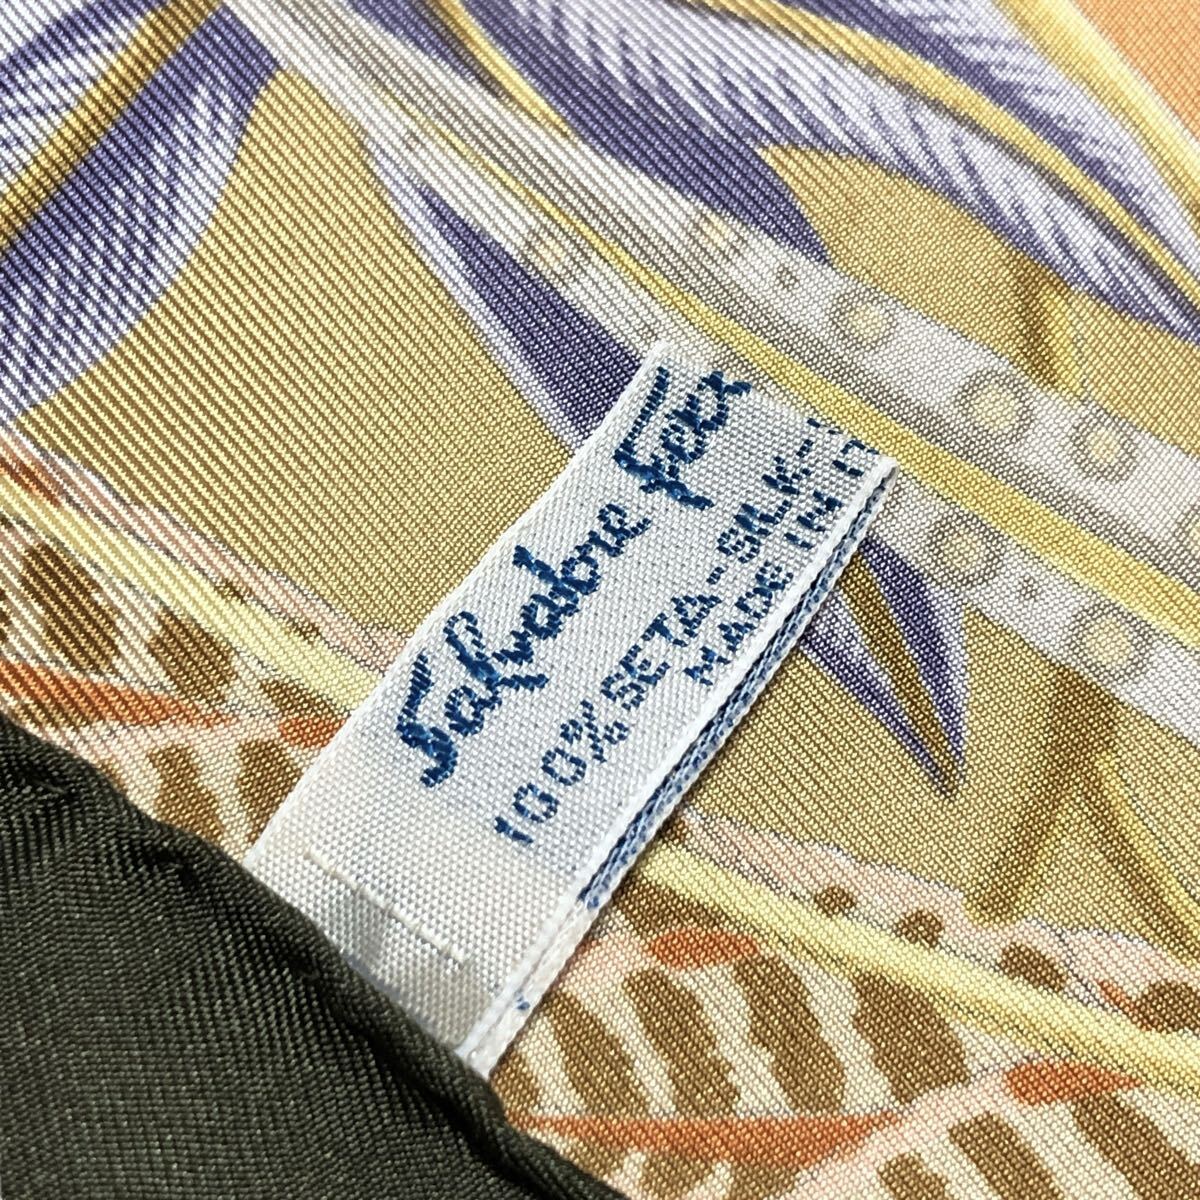 Salvatore Ferr
100% SETA-SILK-
MADE IN IT